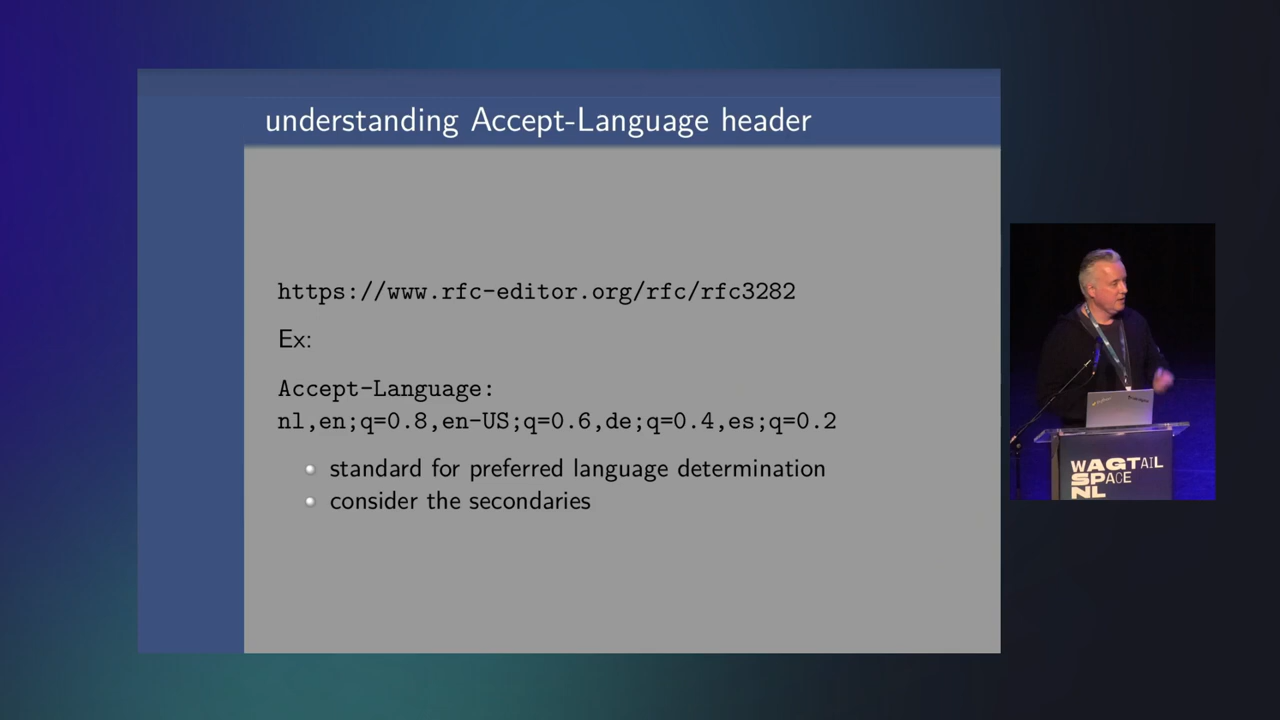 understanding Accept-Language header
https://www.rfc-editor.org/rfc/rfc3282
Ex:
Accept-Language:
nl,en;q=0.8,en-US;q=0.6,de;q=0.4,es;q=0.2
standard for preferred language determination
consider the secondaries
WAGTAIL
SPACE
NL